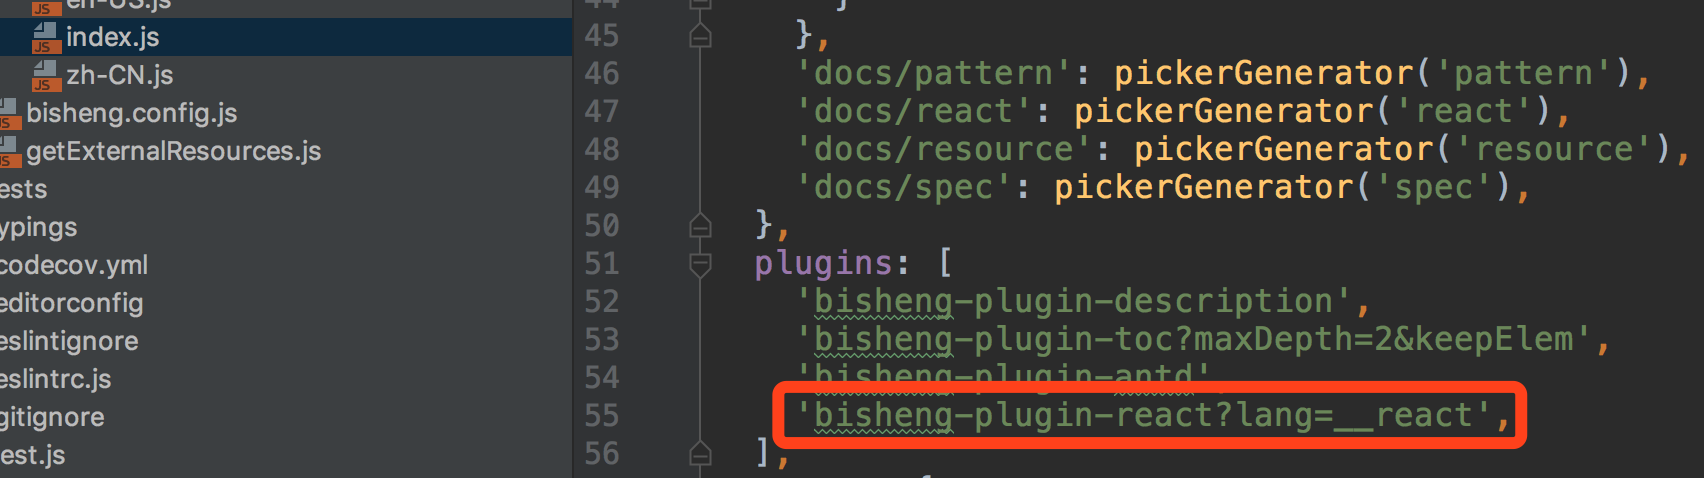 en-US.js
index.js
zh-CN.js
bisheng.config.js
getExternalResources.js
ests
ypings
codecov.yml
editorconfig
eslintignore
eslintrc.js
gitignore
est.js
44 }
45 },
46 'docs/pattern': pickerGenerator('pattern'),
47 'docs/react': pickerGenerator('react'),
48 'docs/resource': pickerGenerator('resource'),
49 'docs/spec': pickerGenerator('spec'),
50 },
51 plugins: [
52 'bisheng-plugin-description',
53 'bisheng-plugin-toc?maxDepth=2&keepElem',
54 'bisheng-plugin-antd',
55 'bisheng-plugin-react?lang=__react',
56 ],